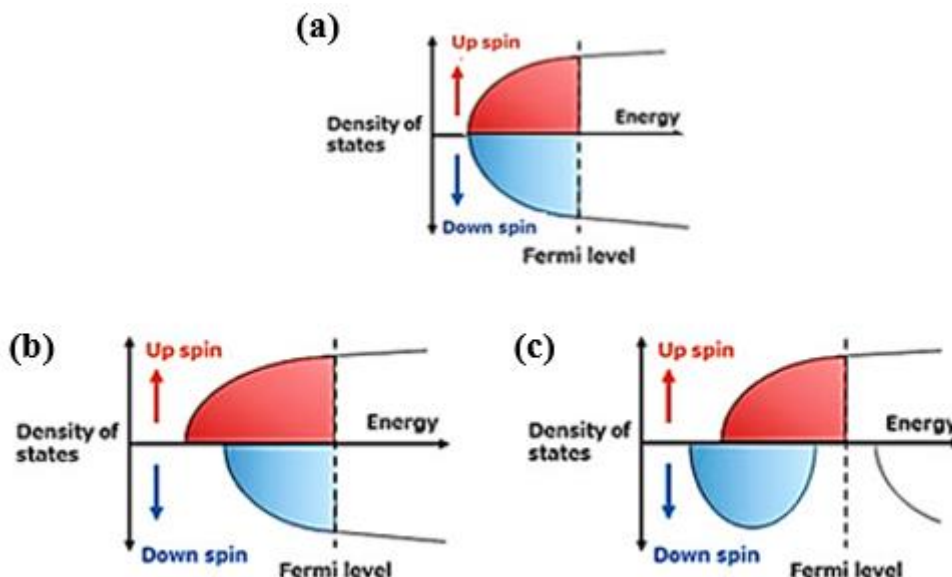 (a)
Up spin
Density of
states
Energy
Down spin
Fermi level
(b)
Up spin
Density of
states
Energy
Down spin
Fermi level
(c)
Up spin
Density of
states
Energy
Down spin
Fermi level